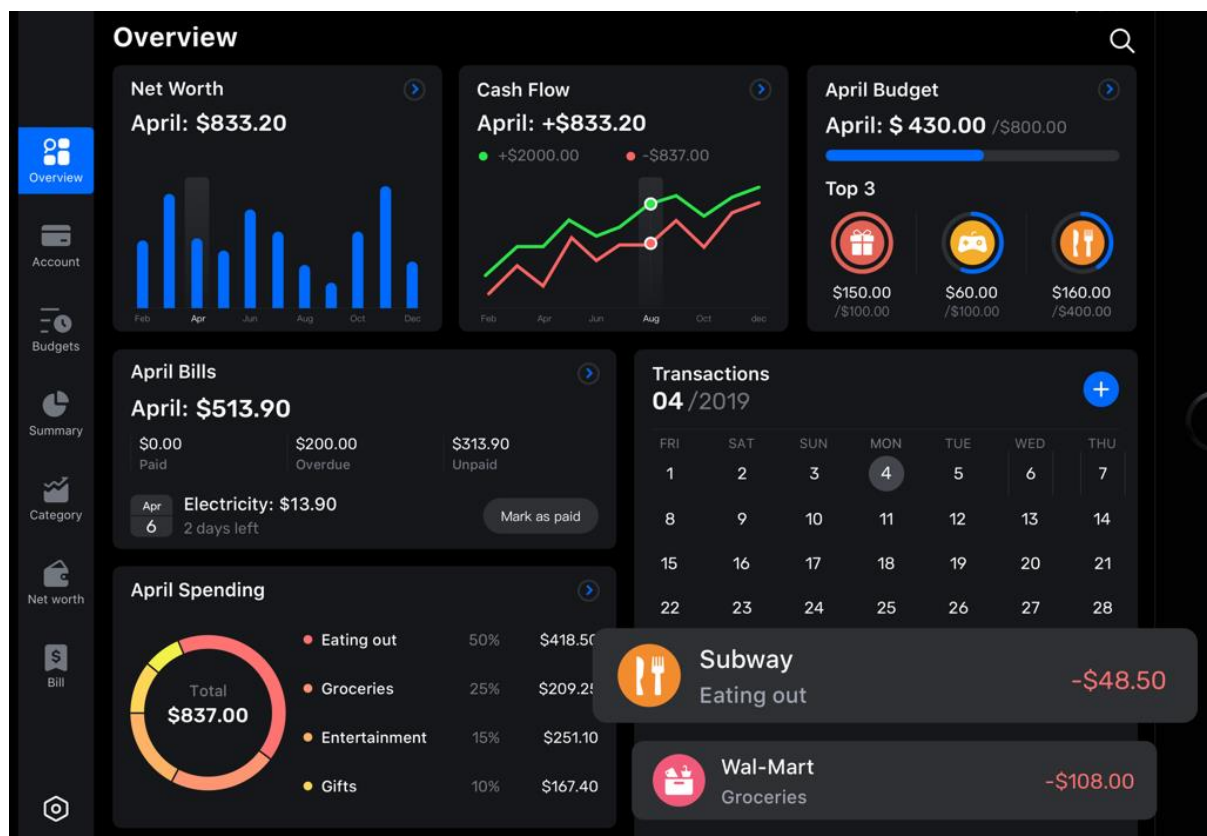 Overview
Overview
Account
Budgets
Summary
Category
Net worth
Bill
Net Worth
April: $833.20
Feb Apr Jun Aug Oct Dec
Cash Flow
April: +$833.20
+$2000.00 -$837.00
Feb Apr Jun Aug Oct dec
April Budget
April: $ 430.00 /$800.00
Top 3
$150.00 $60.00 $160.00
/$100.00 /$100.00 /$400.00
April Bills
April: $513.90
$0.00 $200.00 $313.90
Paid Overdue Unpaid
Apr
6
Electricity: $13.90
2 days left
Mark as paid
Transactions
04 /2019
FRI SAT SUN MON TUE WED THU
1 2 3 4 5 6 7
8 9 10 11 12 13 14
15 16 17 18 19 20 21
22 23 24 25 26 27 28
April Spending
Total
$837.00
Eating out 50% $418.50
Groceries 25% $209.25
Entertainment 15% $251.10
Gifts 10% $167.40
Subway
Eating out
-$48.50
Wal-Mart
Groceries
-$108.00